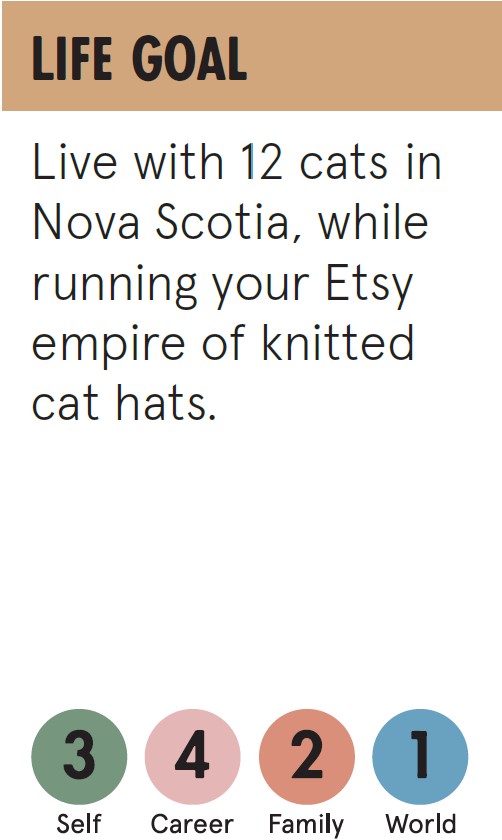 LIFE GOAL
Live with 12 cats in
Nova Scotia, while
running your Etsy
empire of knitted
cat hats.
3 4 2 1
Self Career Family World